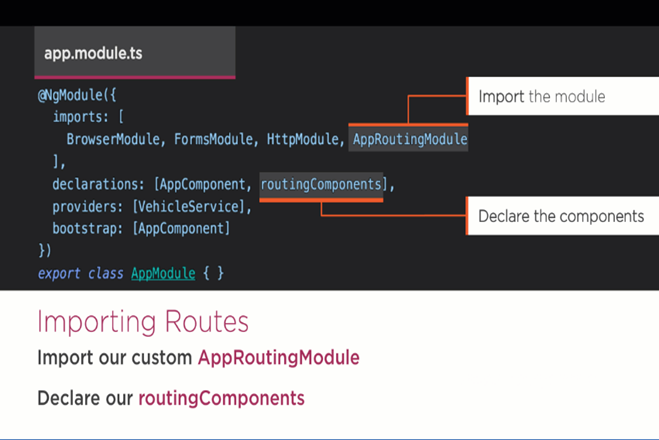 app.module.ts
@NgModule({
imports: [
BrowserModule, FormsModule, HttpModule, AppRoutingModule
],
declarations: [AppComponent, routingComponents],
providers: [VehicleService],
bootstrap: [AppComponent]
})
export class AppModule { }
Import the module
Declare the components
Importing Routes
Import our custom AppRoutingModule
Declare our routingComponents